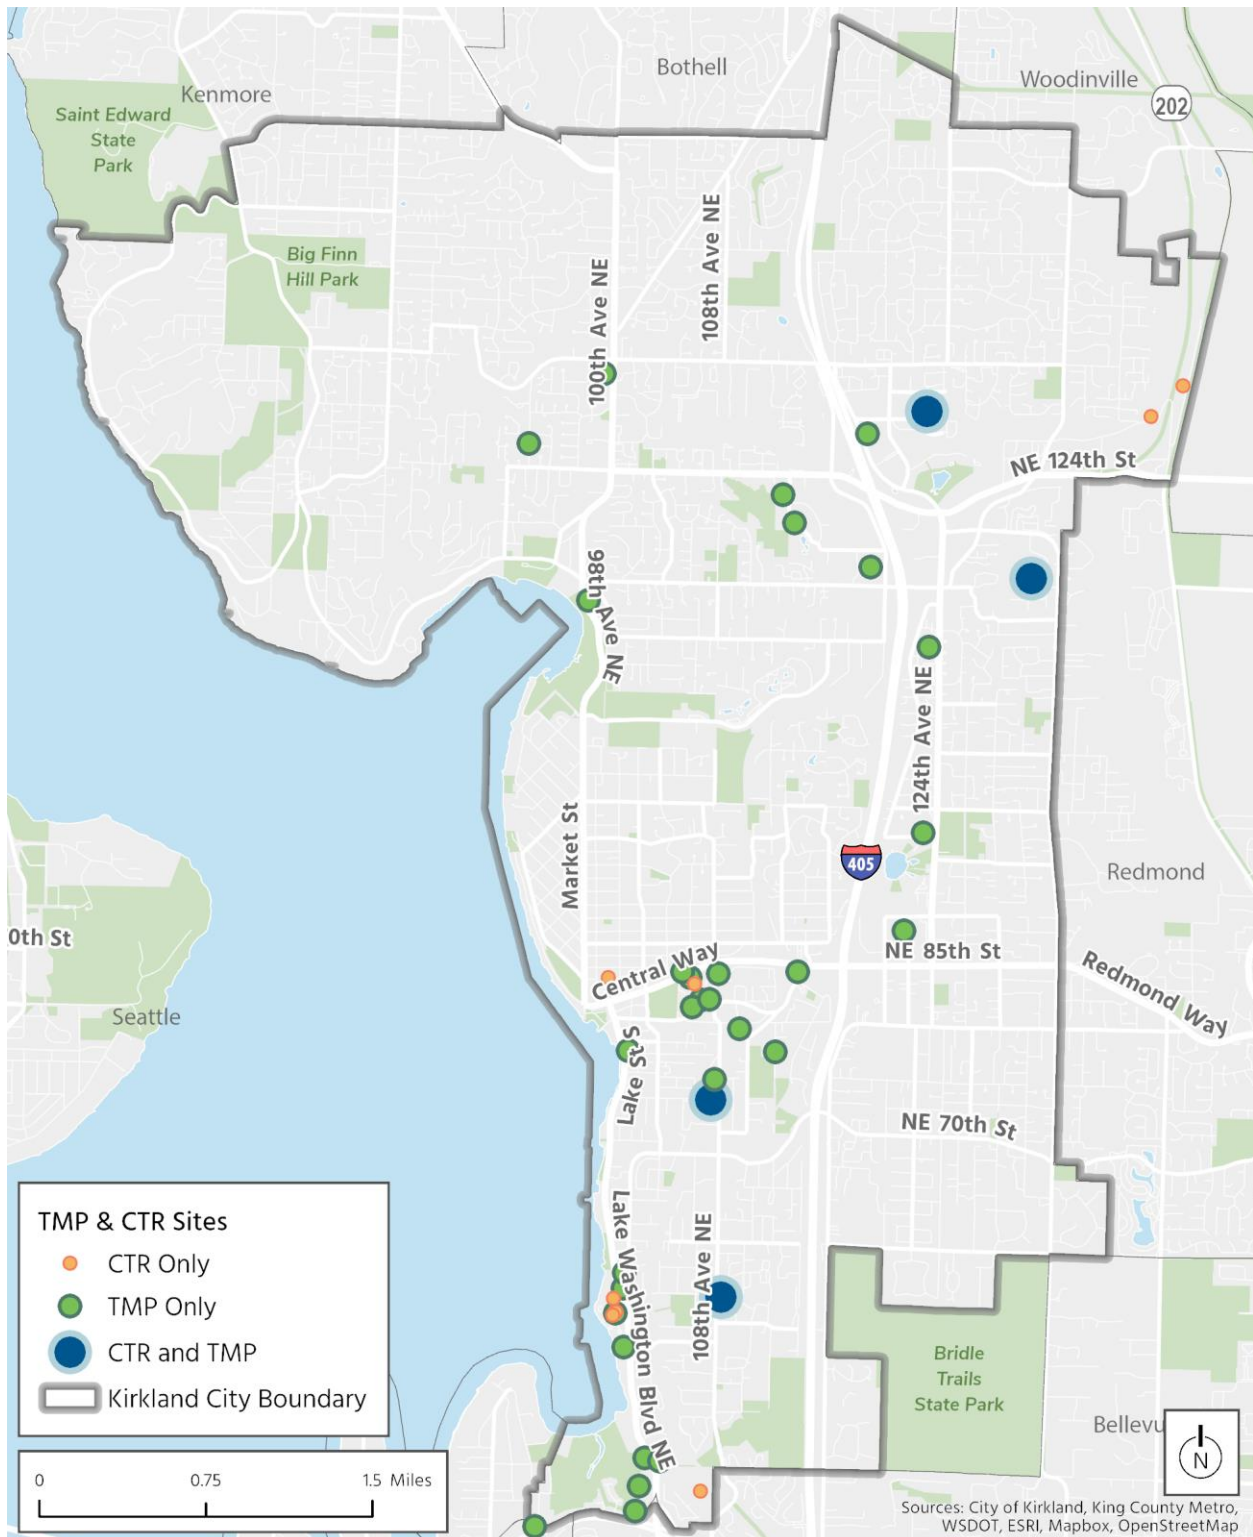 Bothell
Woodinville
Kenmore
202
Saint Edward
State
Park
Big Finn
Hill Park
108th Ave NE
100th Ave NE
NE 124th St
98th Ave NE
124th Ave NE
Market St
405
Redmond
0th St
NE 85th St
Central Way
Redmond Way
Seattle
Lake St S
NE 70th St
Lake Washington Blvd NE
108th Ave NE
Bridle
Trails
State Park
Bellevu
TMP & CTR Sites
CTR Only
TMP Only
CTR and TMP
Kirkland City Boundary
0 0.75 1.5 Miles
N
Sources: City of Kirkland, King County Metro,
WSDOT, ESRI, Mapbox, OpenStreetMap